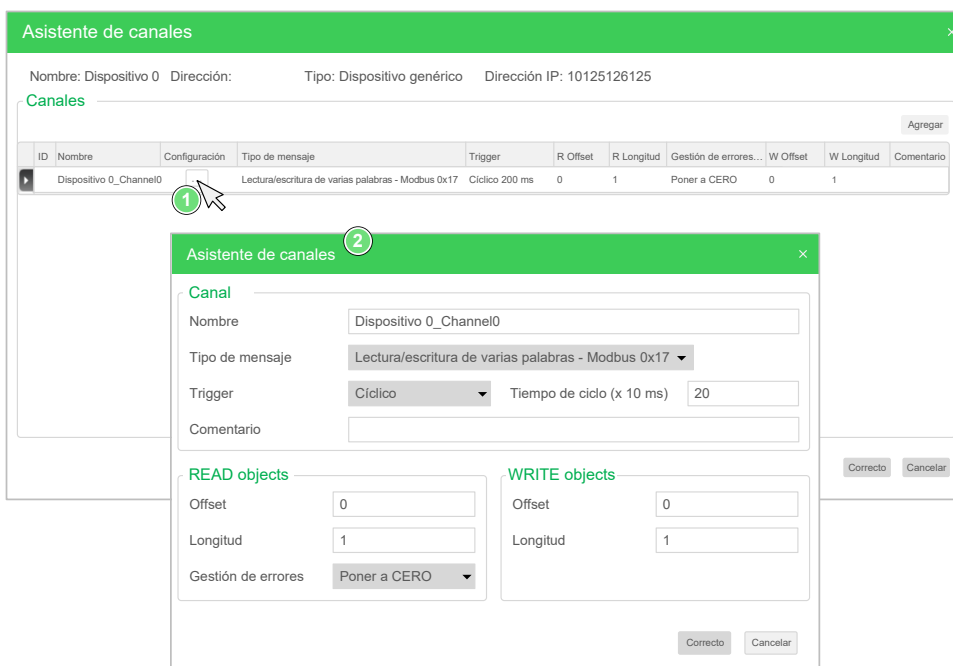 Asistente de canales ×
Nombre: Dispositivo 0 Dirección: Tipo: Dispositivo genérico Dirección IP: 10125126125
Canales
Agregar
ID Nombre Configuración Tipo de mensaje Trigger R Offset R Longitud Gestión de errores... W Offset W Longitud Comentario
Dispositivo 0_Channel0 ... Lectura/escritura de varias palabras - Modbus 0x17 Cíclico 200 ms 0 1 Poner a CERO 0 1
1
2
Asistente de canales ×
Canal
Nombre Dispositivo 0_Channel0
Tipo de mensaje Lectura/escritura de varias palabras - Modbus 0x17
Trigger Cíclico Tiempo de ciclo (x 10 ms) 20
Comentario
READ objects WRITE objects
Offset 0 Offset 0
Longitud 1 Longitud 1
Gestión de errores Poner a CERO
Correcto Cancelar
Correcto Cancelar